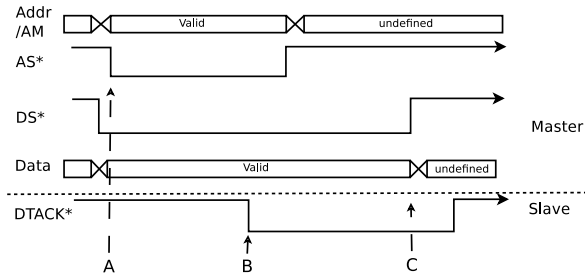 Addr
/AM
Valid
undefined
AS*
DS*
Master
Data
Valid
undefined
DTACK*
Slave
A
B
C